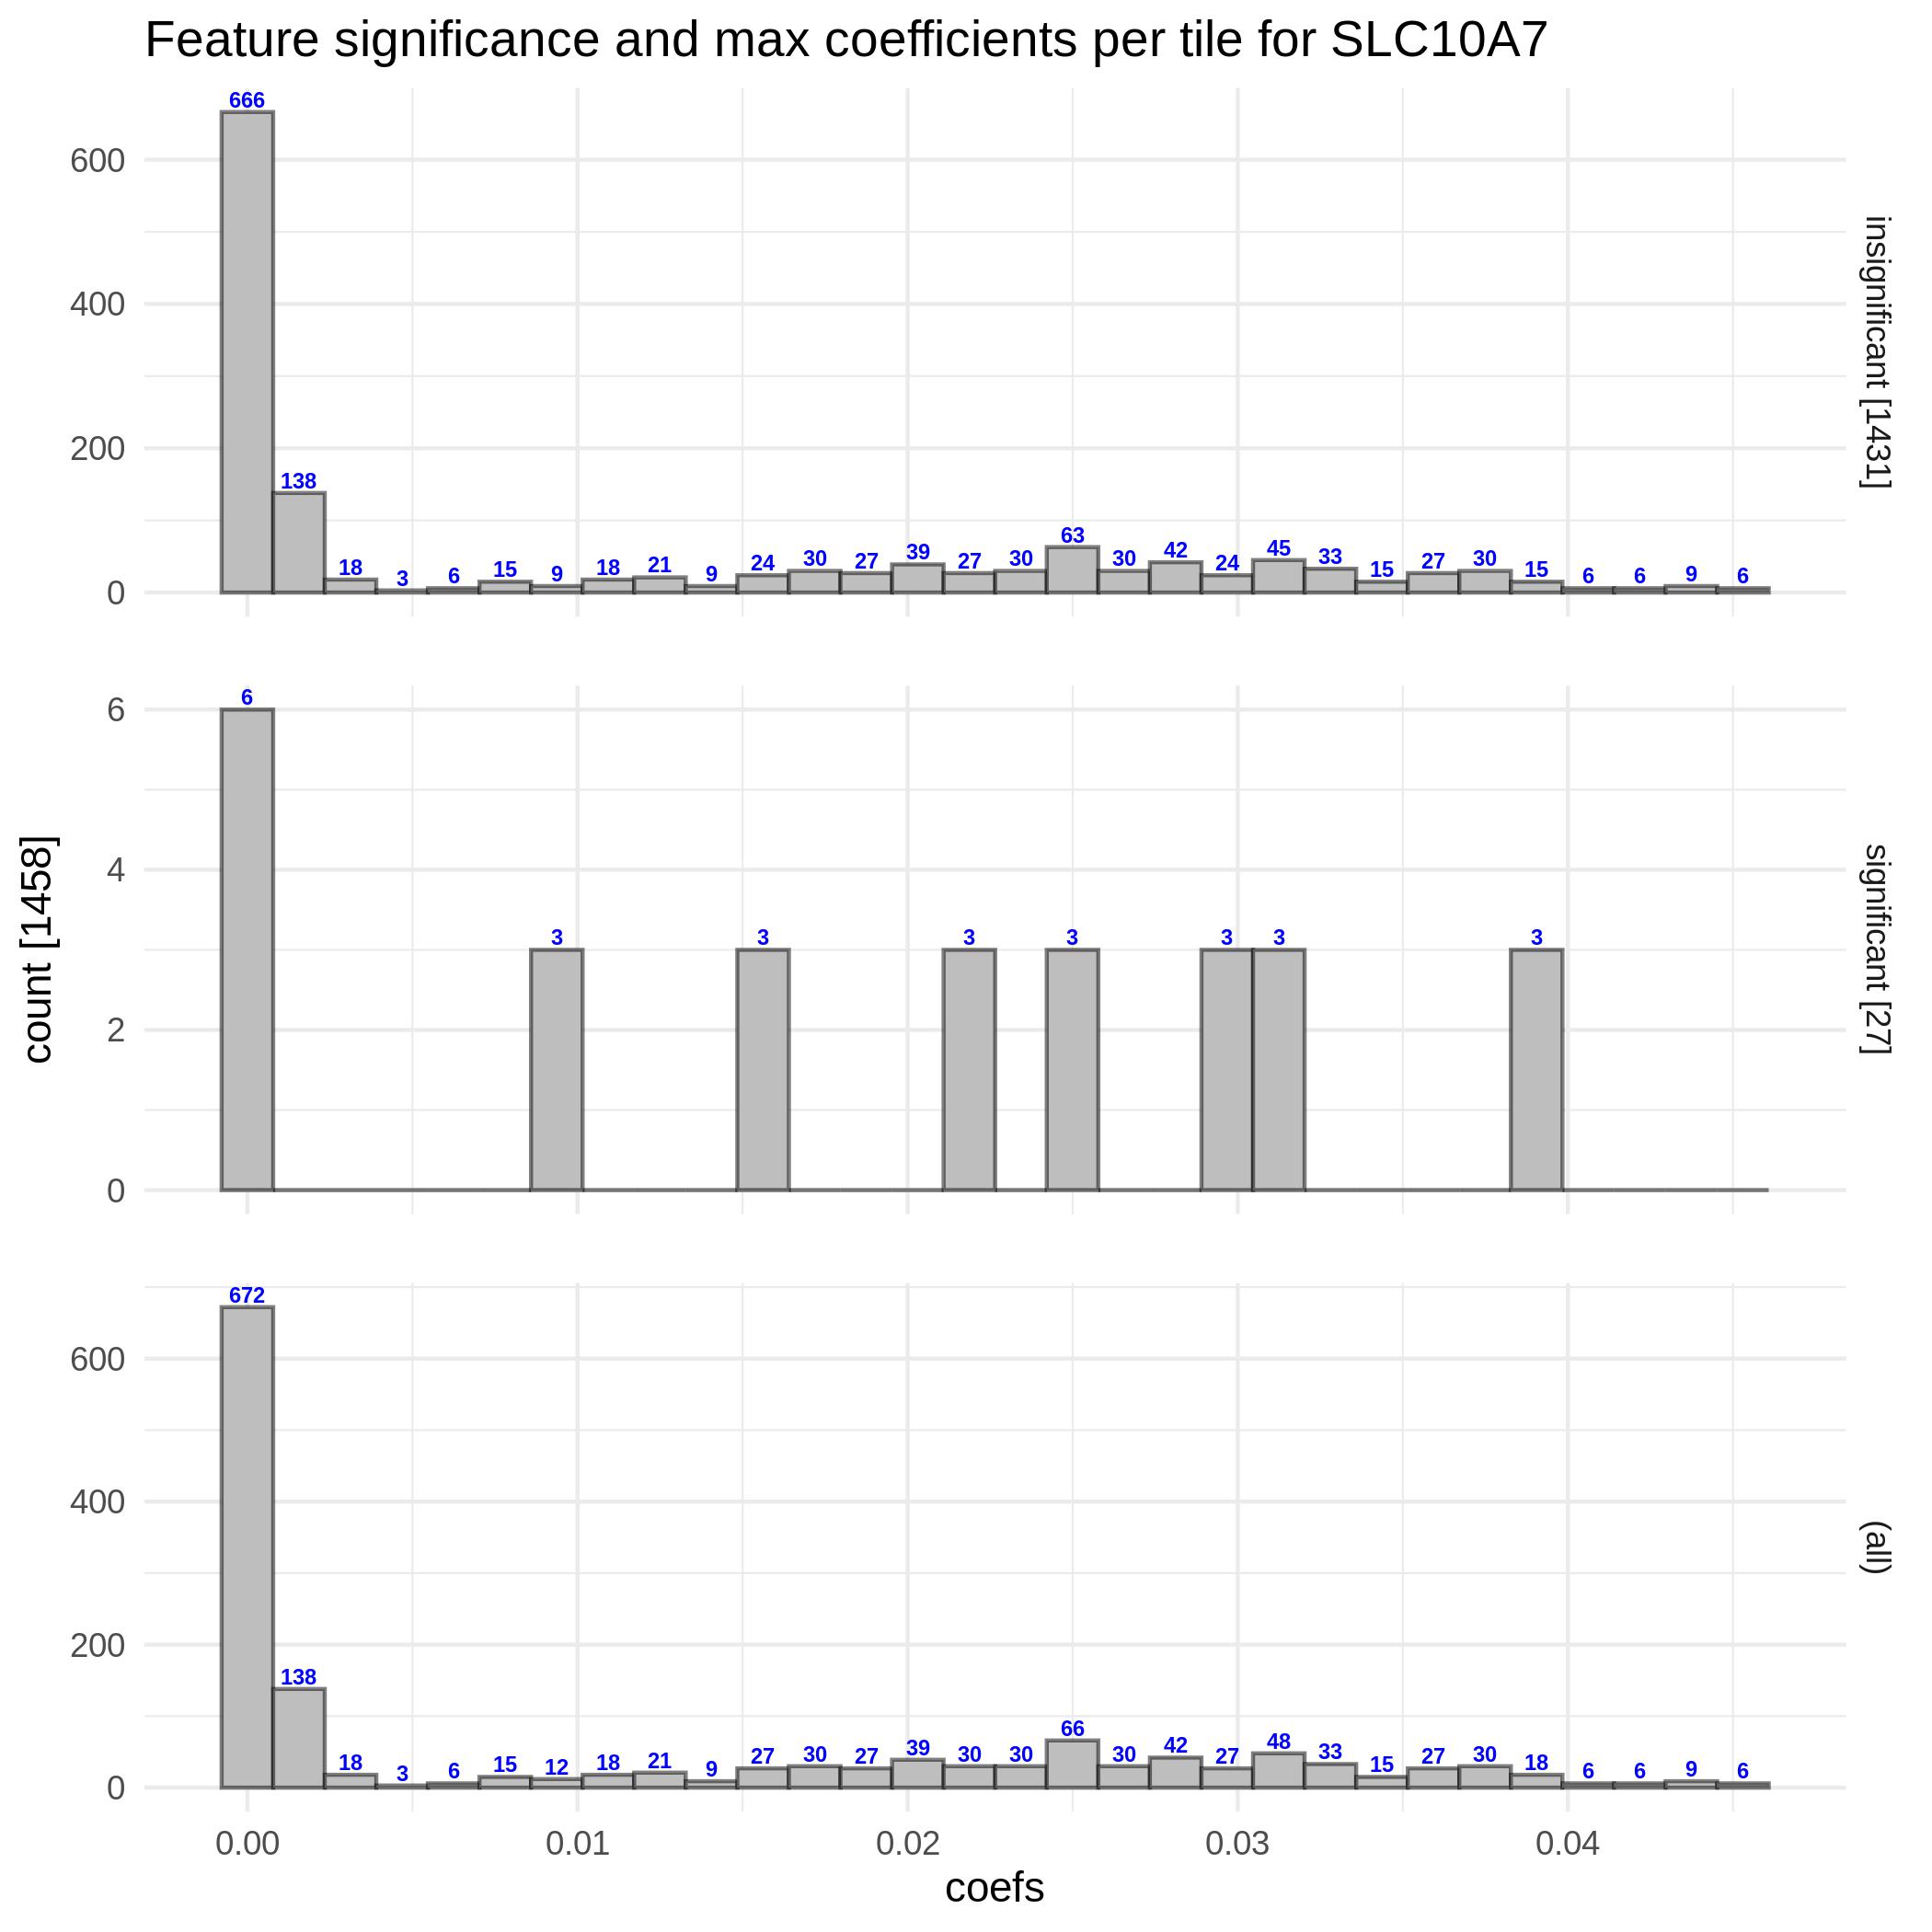 Feature significance and max coefficients per tile for SLC10A7
count [1458]
600
400
200
0
666 138 18 3 6 15 9 18 21 9 24 30 27 39 27 30 63 30 42 24 45 33 15 27 30 15 6 6 9 6
insignificant [1431]
6
4
2
0
6 3 3 3 3 3 3 3
significant [27]
600
400
200
0
672 138 18 3 6 15 12 18 21 9 27 30 27 39 30 30 66 30 42 27 48 33 15 27 30 18 6 6 9 6
(all)
0.00 0.01 0.02 0.03 0.04
coefs